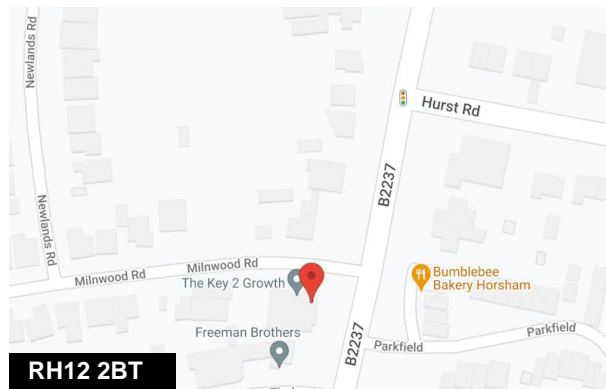 Newlands Rd
Hurst Rd
B2237
Newlands Rd
Milnwood Rd
Milnwood Rd
The Key 2 Growth
Bumblebee
Bakery Horsham
Freeman Brothers
B2237
Parkfield
Parkfield
RH12 2BT